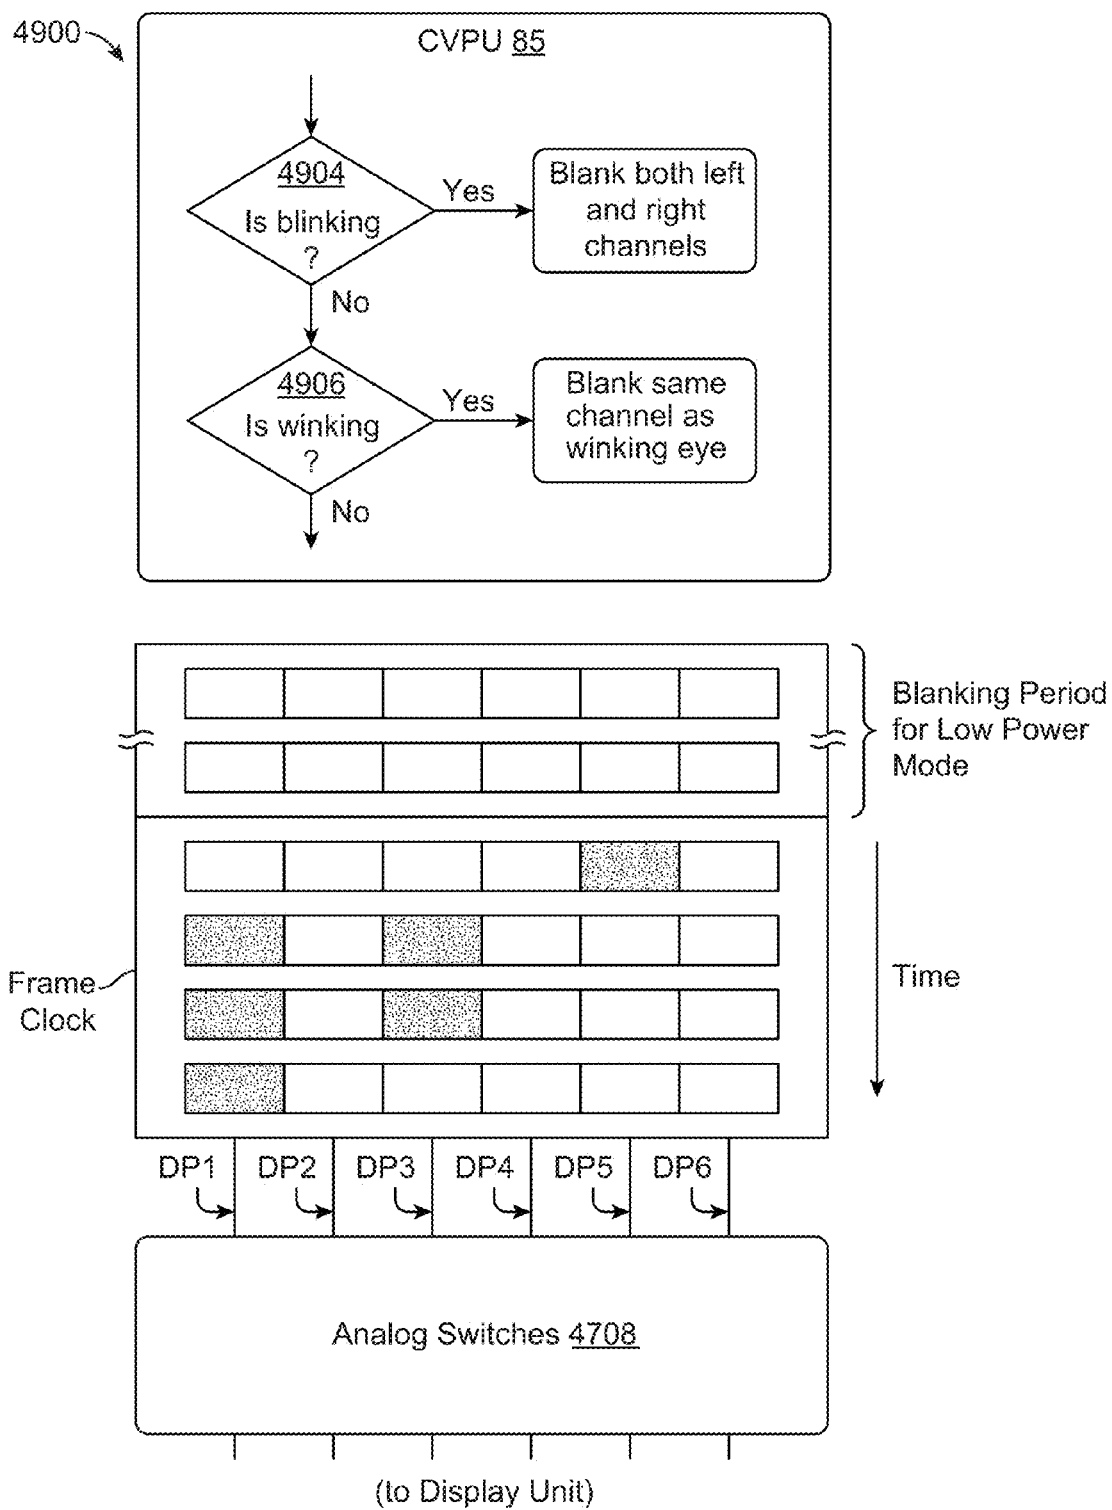 4900
CVPU 85
4904
Is blinking
?
Yes
Blank both left
and right
channels
No
4906
Is winking
?
Yes
Blank same
channel as
winking eye
No
Blanking Period
for Low Power
Mode
Frame
Clock
Time
DP1
DP2
DP3
DP4
DP5
DP6
Analog Switches 4708
(to Display Unit)